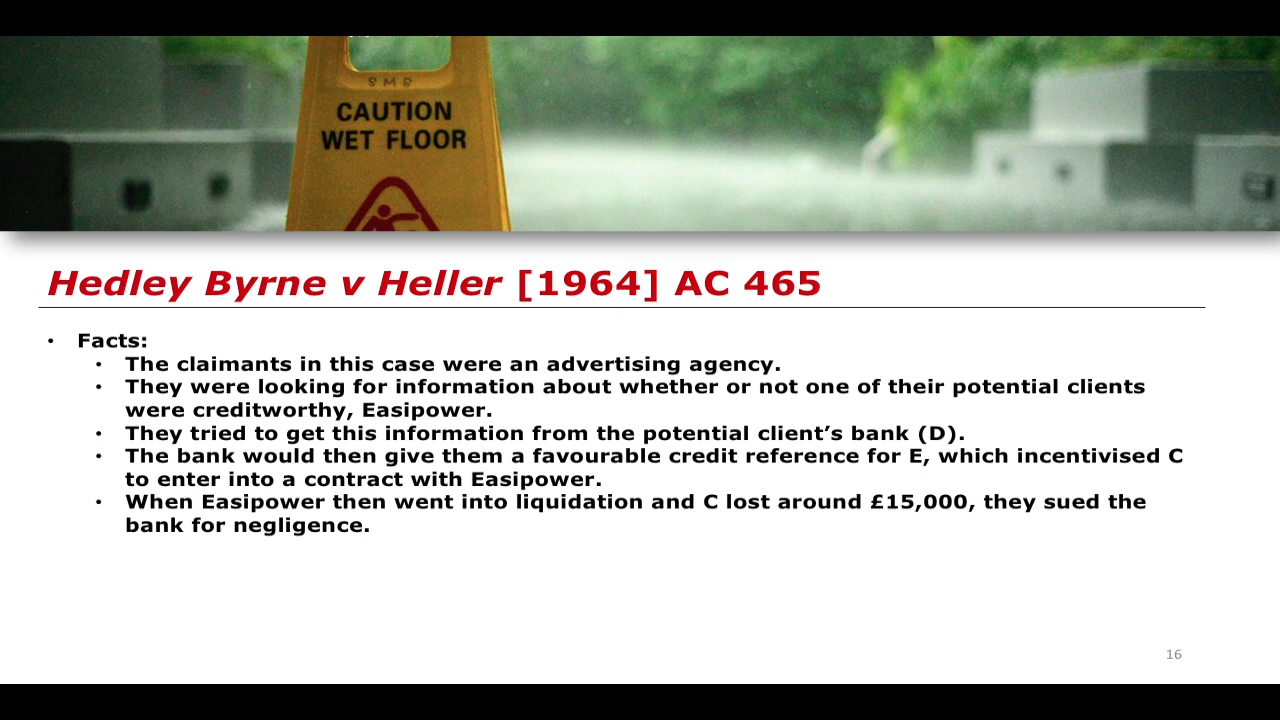 SMS
CAUTION
WET FLOOR
Hedley Byrne v Heller [1964] AC 465
• Facts:
• The claimants in this case were an advertising agency.
• They were looking for information about whether or not one of their potential clients
were creditworthy, Easipower.
• They tried to get this information from the potential client’s bank (D).
• The bank would then give them a favourable credit reference for E, which incentivised C
to enter into a contract with Easipower.
• When Easipower then went into liquidation and C lost around £15,000, they sued the
bank for negligence.
16